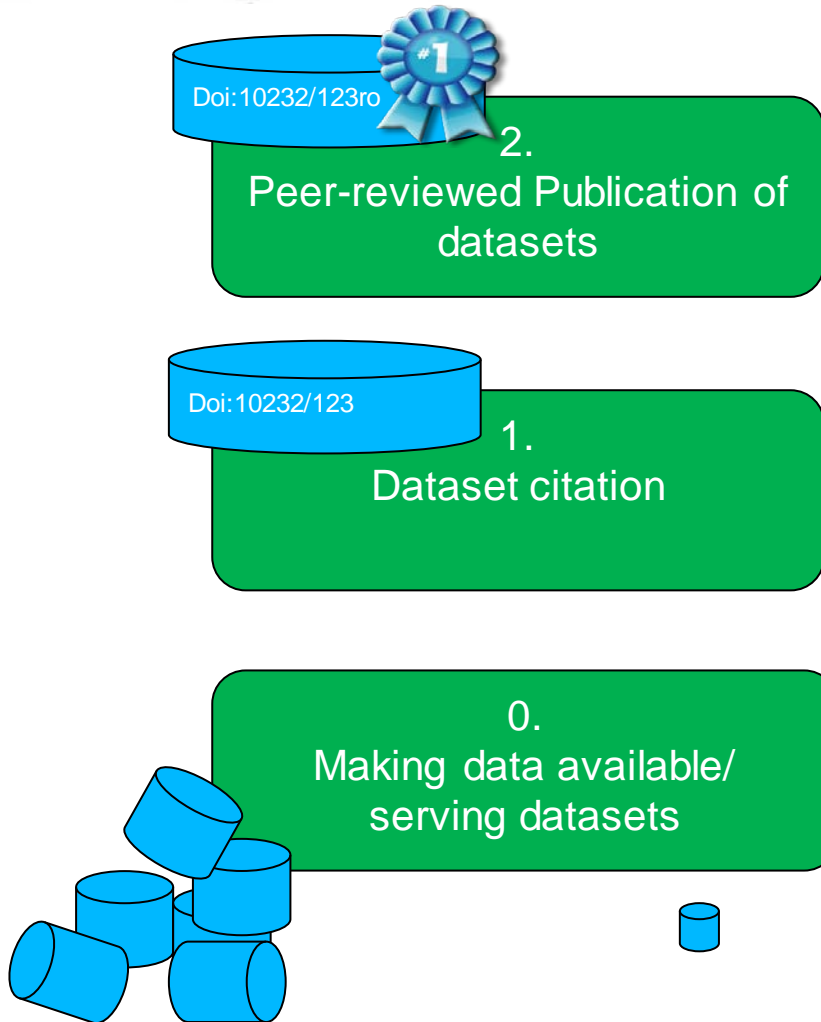 #1
Doi:10232/123ro
2.
Peer-reviewed Publication of
datasets
Doi:10232/123
1.
Dataset citation
0.
Making data available/
serving datasets